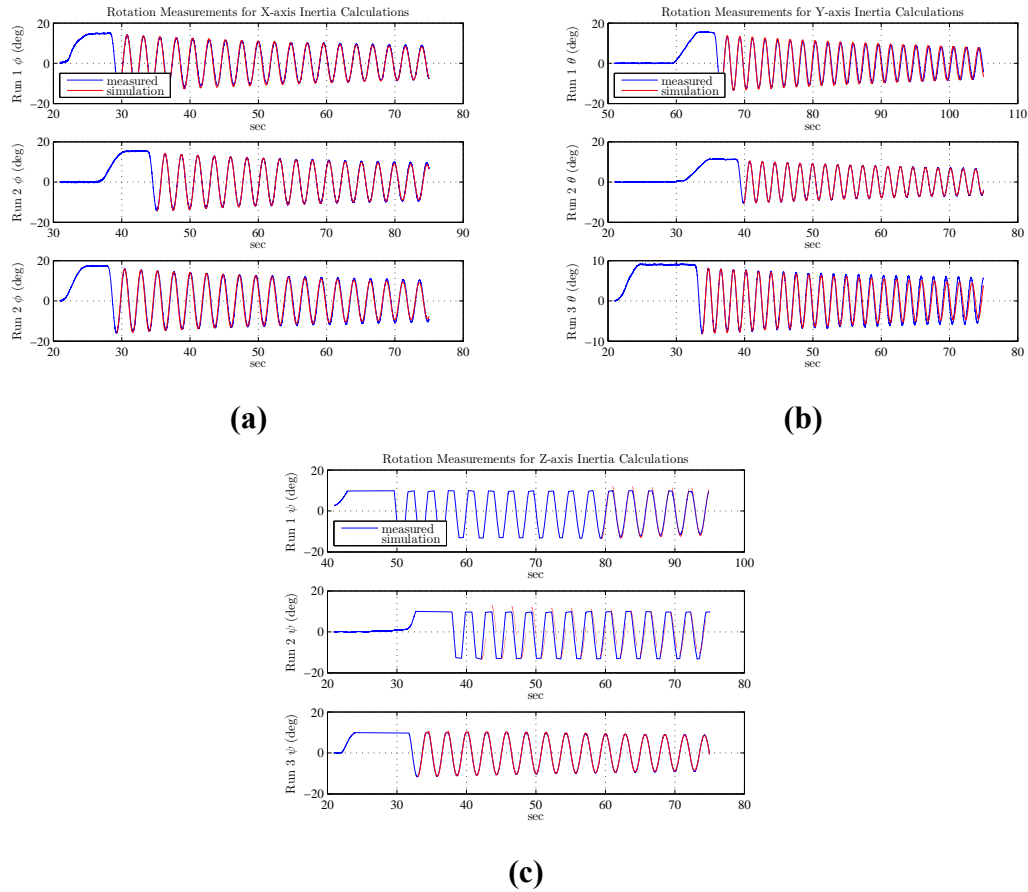 Rotation Measurements for X-axis Inertia Calculations
20
0
−20
20 30 40 50 60 70 80
Run 1 ϕ (deg)
measured
simulation
sec
20
0
−20
20 30 40 50 60 70 80 90
Run 2 ϕ (deg)
sec
20
0
−20
20 30 40 50 60 70 80
Run 2 ϕ (deg)
sec
(a)
Rotation Measurements for Y-axis Inertia Calculations
20
0
−20
50 60 70 80 90 100 110
Run 1 θ (deg)
measured
simulation
sec
20
0
−20
20 30 40 50 60 70 80
Run 2 θ (deg)
sec
10
0
−10
20 30 40 50 60 70 80
Run 3 θ (deg)
sec
(b)
Rotation Measurements for Z-axis Inertia Calculations
20
0
−20
40 50 60 70 80 90 100
Run 1 ψ (deg)
measured
simulation
sec
20
0
−20
20 30 40 50 60 70 80
Run 2 ψ (deg)
sec
20
0
−20
20 30 40 50 60 70 80
Run 3 ψ (deg)
sec
(c)